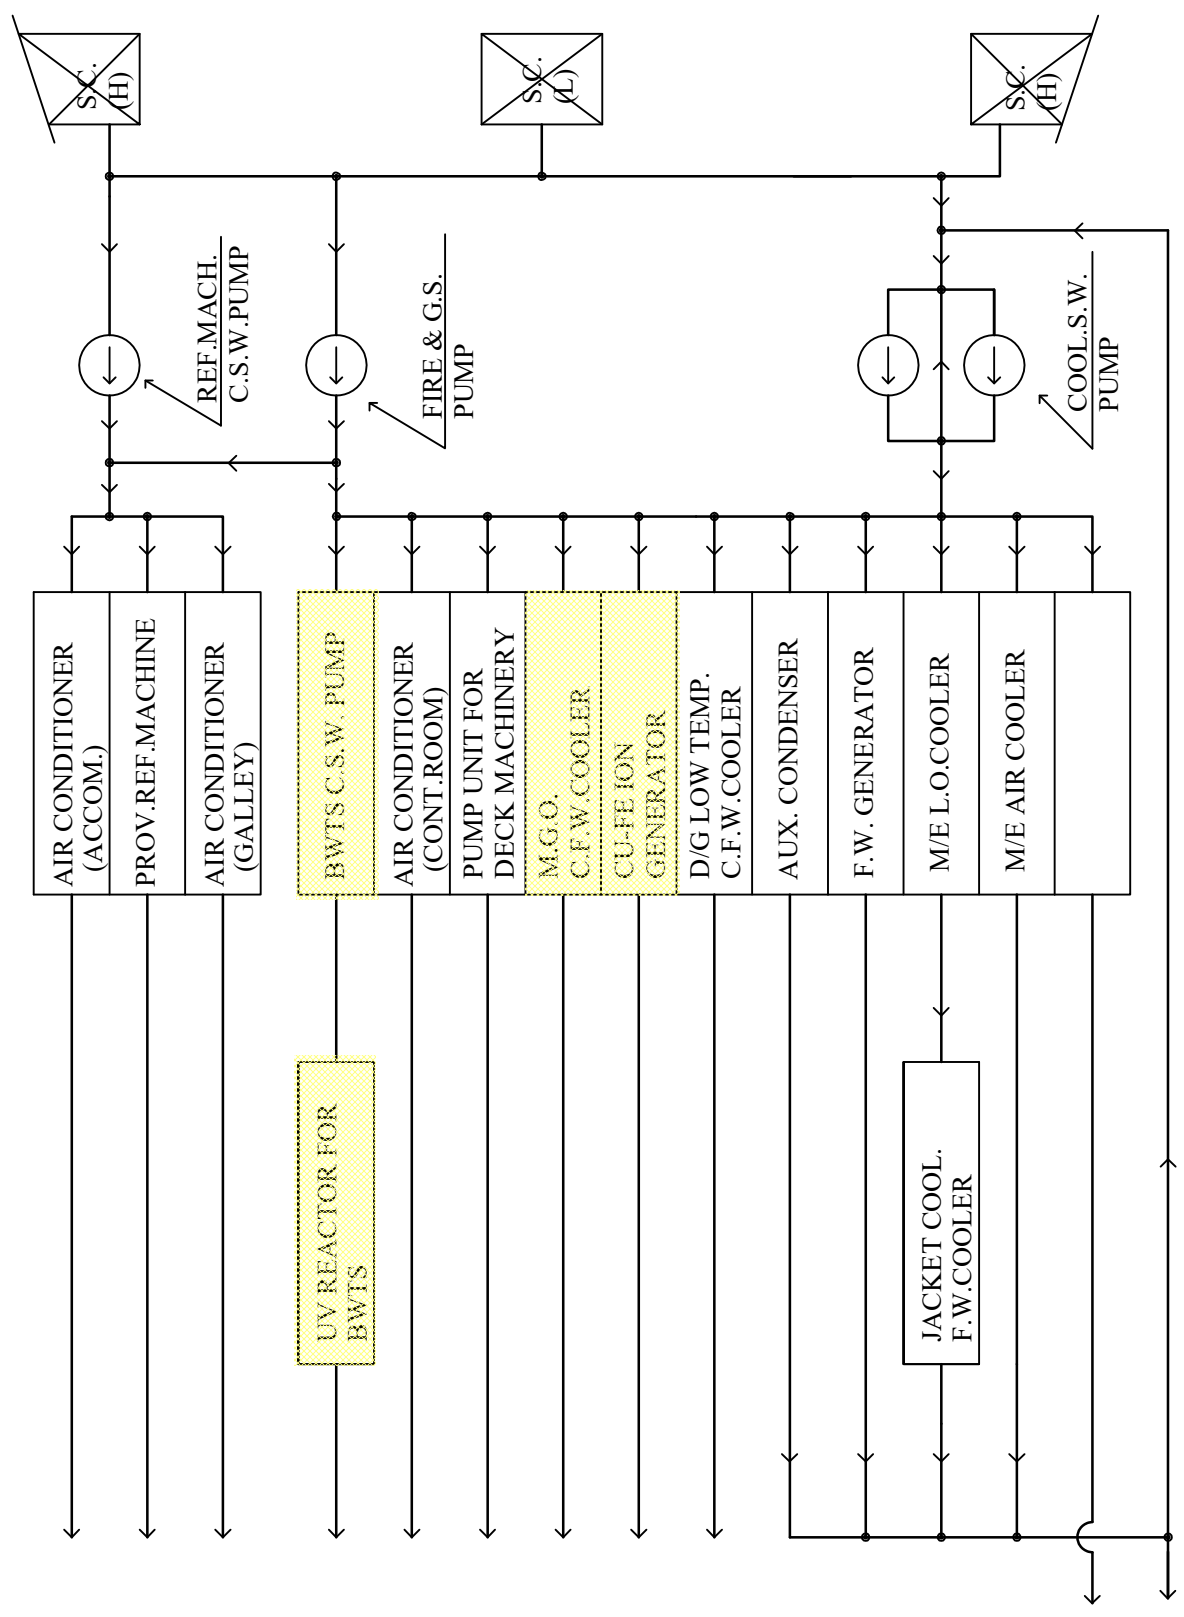 S.C.
(H)
S.C.
(L)
S.C.
(H)
REF.MACH.
C.S.W.PUMP
FIRE & G.S.
PUMP
COOL.S.W.
PUMP
AIR CONDITIONER
(ACCOM.)
PROV.REF.MACHINE
AIR CONDITIONER
(GALLEY)
BWTS C.S.W. PUMP
AIR CONDITIONER
(CONT.ROOM)
PUMP UNIT FOR
DECK MACHINERY
M.G.O.
C.F.W.COOLER
CU-FE ION
GENERATOR
D/G LOW TEMP.
C.F.W.COOLER
AUX. CONDENSER
F.W. GENERATOR
M/E L.O.COOLER
M/E AIR COOLER
UV REACTOR FOR
BWTS
JACKET COOL.
F.W.COOLER